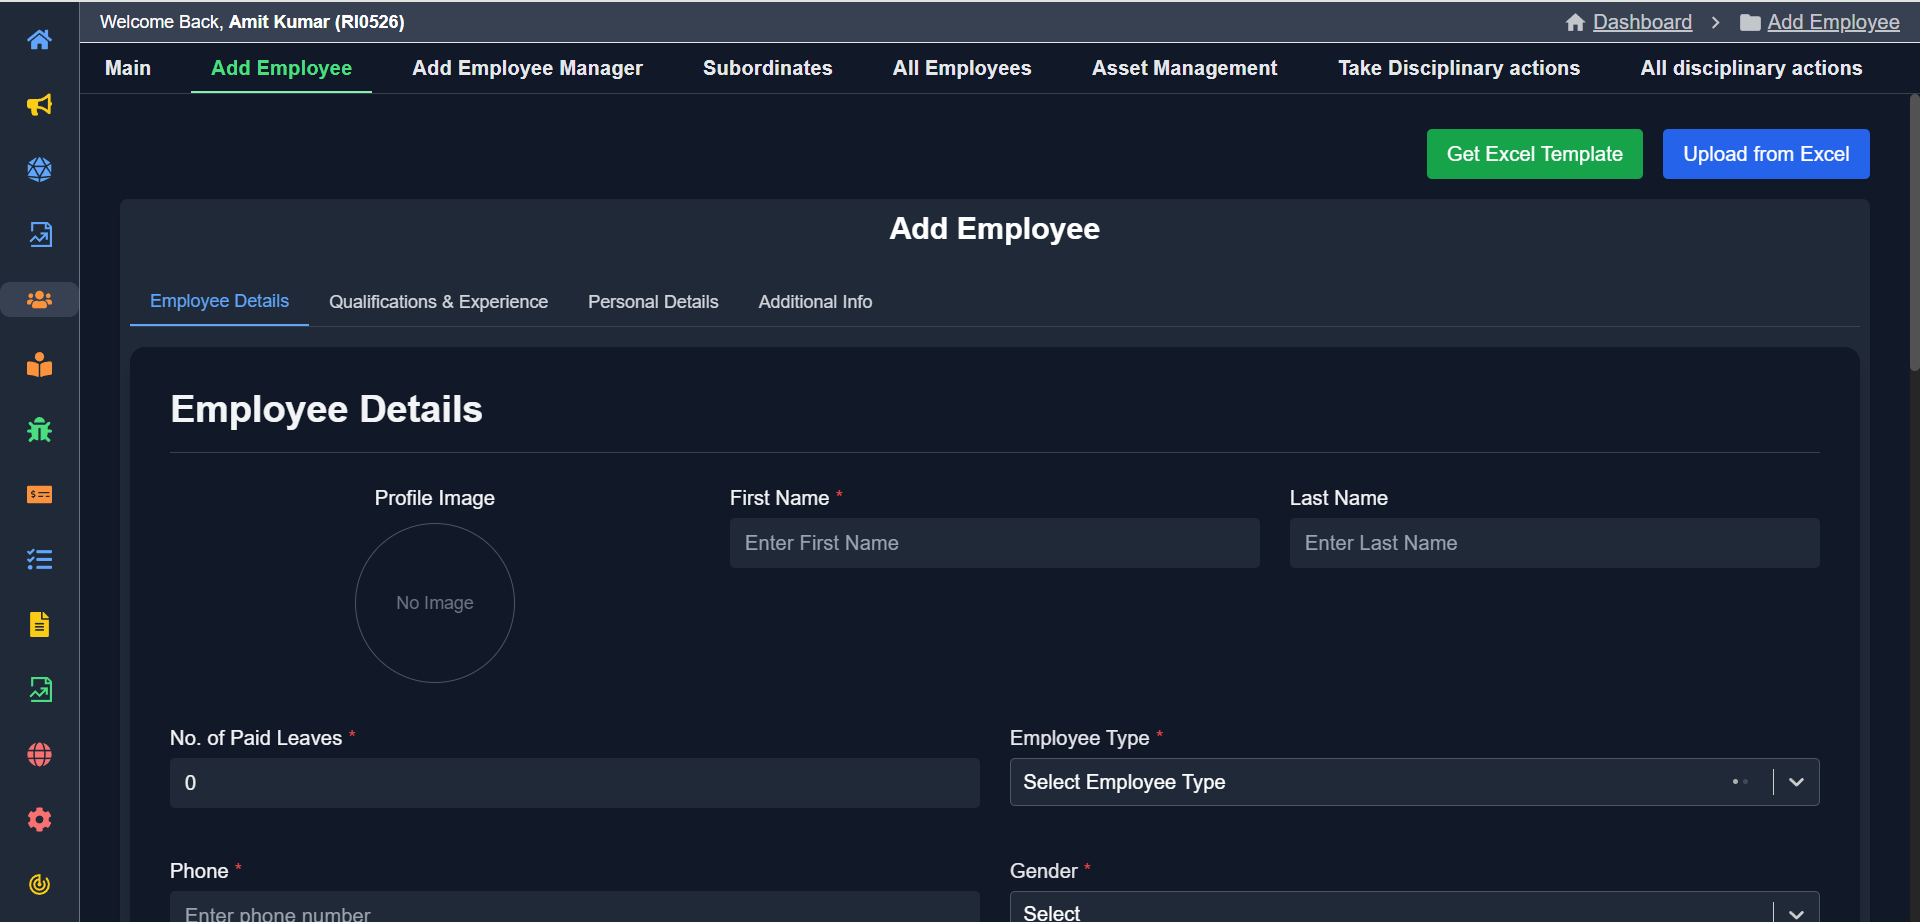 Welcome Back, Amit Kumar (RI0526)
Dashboard > Add Employee
Main Add Employee Add Employee Manager Subordinates All Employees Asset Management Take Disciplinary actions All disciplinary actions
Get Excel Template Upload from Excel
Add Employee
Employee Details Qualifications & Experience Personal Details Additional Info
Employee Details
Profile Image
No Image
First Name *
Enter First Name
Last Name
Enter Last Name
No. of Paid Leaves *
0
Employee Type *
Select Employee Type
Phone *
Enter phone number
Gender *
Select